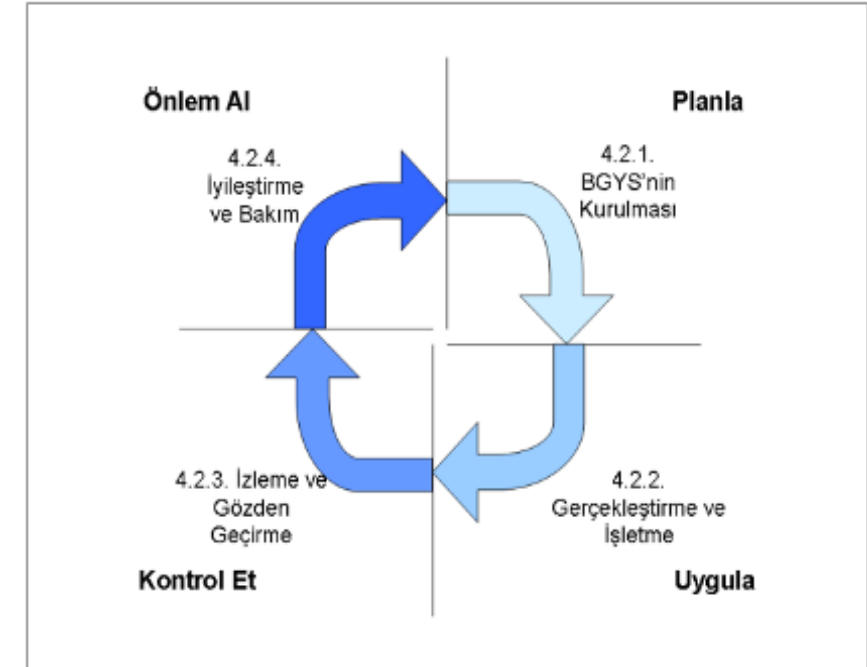 Önlem Al
Planla
4.2.4.
İyileştirme
ve Bakım
4.2.1.
BGYS'nin
Kurulması
4.2.3. İzleme ve
Gözden
Geçirme
4.2.2.
Gerçekleştirme ve
İşletme
Kontrol Et
Uygula